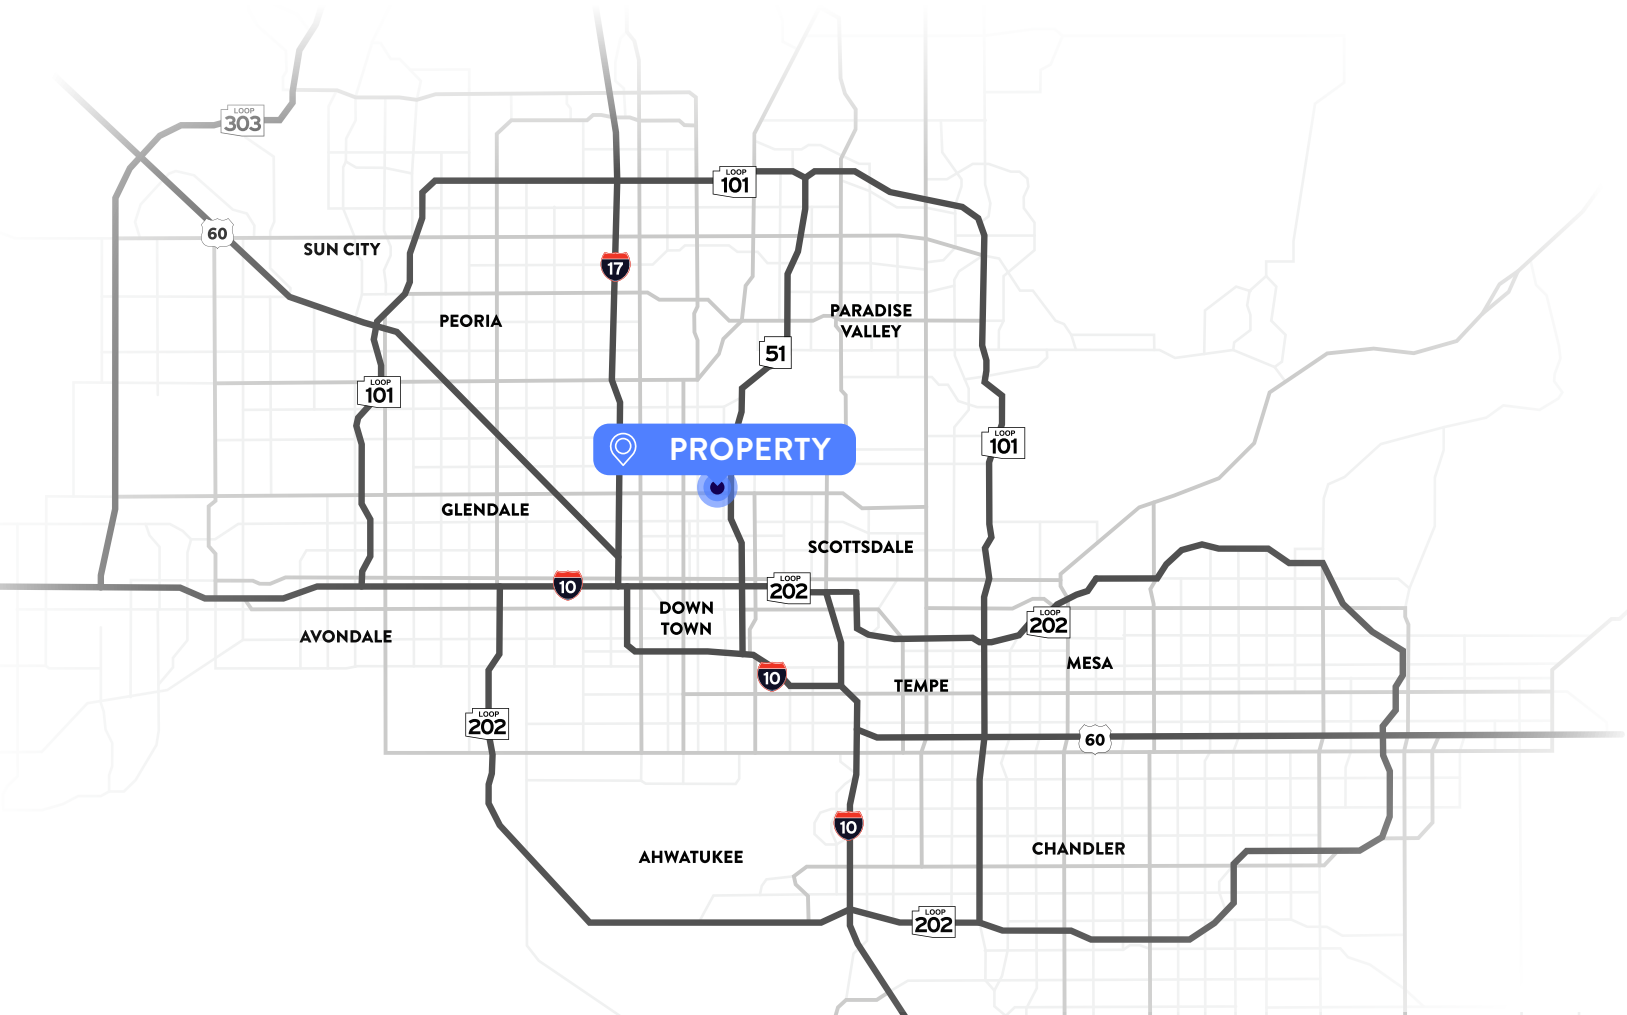 LOOP
303
LOOP
101
60
SUN CITY
17
PEORIA
PARADISE
VALLEY
51
LOOP
101
LOOP
101
PROPERTY
GLENDALE
SCOTTSDALE
10
LOOP
202
DOWN
TOWN
LOOP
202
AVONDALE
MESA
10
TEMPE
LOOP
202
60
10
CHANDLER
AHWATUKEE
LOOP
202